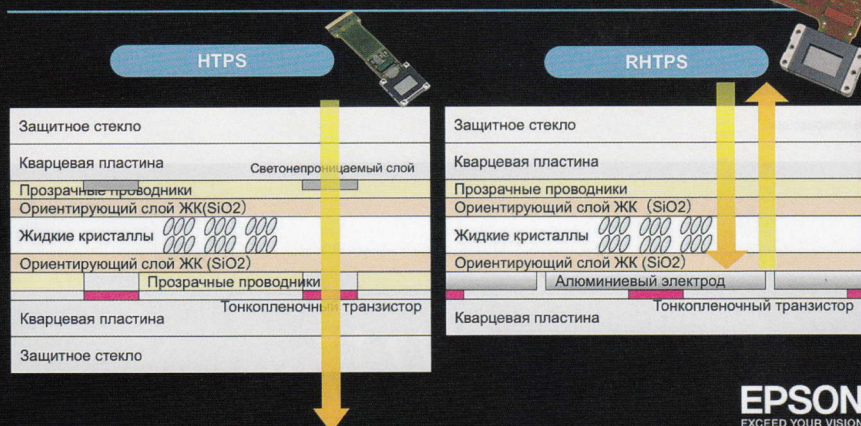 HTPS
Защитное стекло
Кварцевая пластина
Светонепроницаемый слой
Прозрачные проводники
Ориентирующий слой ЖК(SiO2)
Жидкие кристаллы
Ориентирующий слой ЖК (SiO2)
Прозрачные проводники
Тонкопленочный транзистор
Кварцевая пластина
Защитное стекло
RHTPS
Защитное стекло
Кварцевая пластина
Прозрачные проводники
Ориентирующий слой ЖК (SiO2)
Жидкие кристаллы
Ориентирующий слой ЖК (SiO2)
Алюминиевый электрод
Тонкопленочный транзистор
Кварцевая пластина
EPSON
EXCEED YOUR VISION